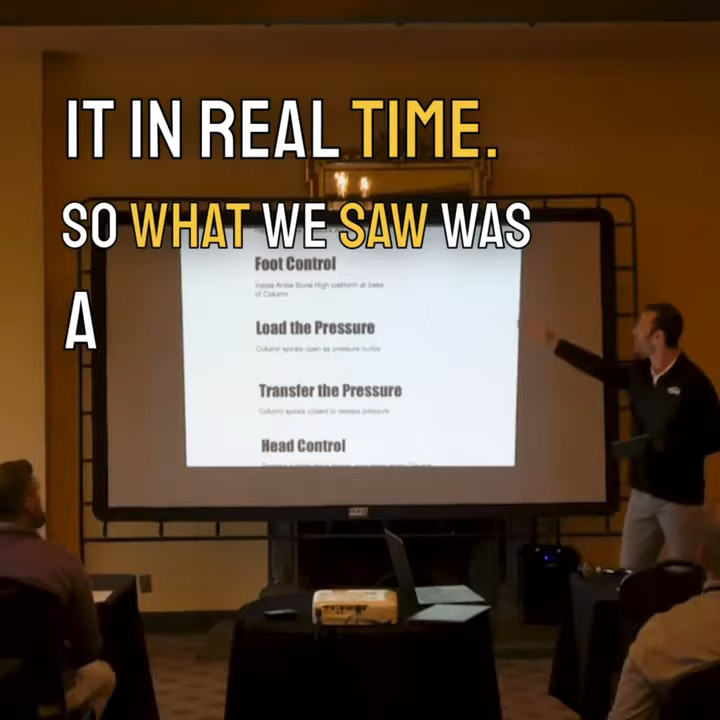 IT IN REAL TIME.
SO WHAT WE SAW WAS
A
Foot Control
Inside Ankle Bone High platform at base
of Column
Load the Pressure
Column spirals open as pressure builds
Transfer the Pressure
Column spirals closed to release pressure
Head Control